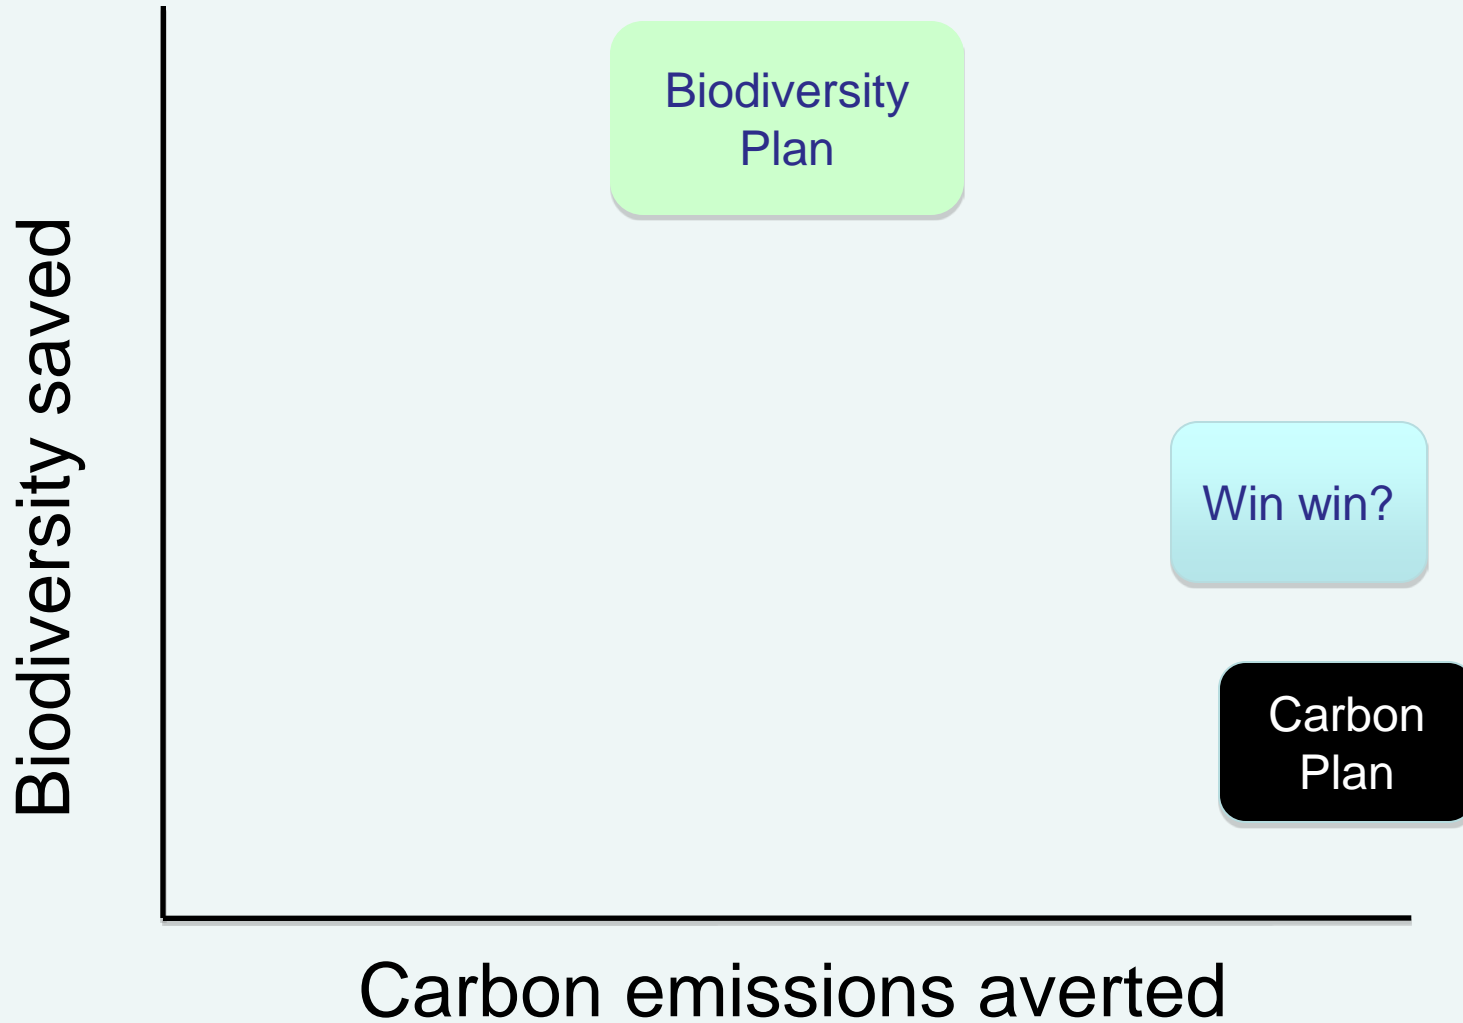 Biodiversity
Plan
Biodiversity saved
Win win?
Carbon
Plan
Carbon emissions averted